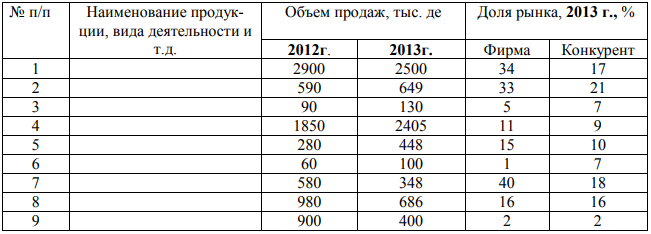 № п/п Наименование продук- Объем продаж, тыс. де Доля рынка, 2013 г., %
ции, вида деятельности и
т.д. 2012г. 2013г. Фирма Конкурент
1 2900 2500 34 17
2 590 649 33 21
3 90 130 5 7
4 1850 2405 11 9
5 280 448 15 10
6 60 100 1 7
7 580 348 40 18
8 980 686 16 16
9 900 400 2 2